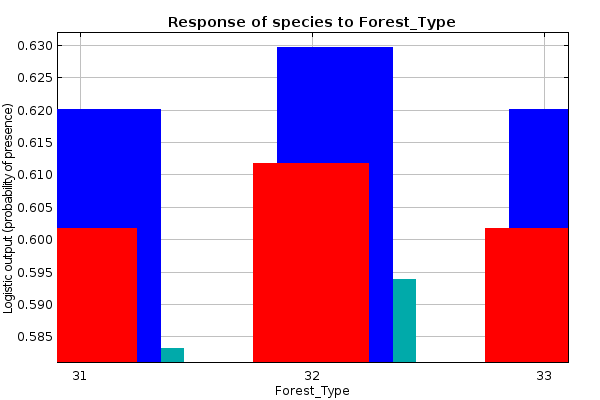 Response of species to Forest_Type
Logistic output (probability of presence)
0.630
0.625
0.620
0.615
0.610
0.605
0.600
0.595
0.590
0.585
31 32 33
Forest_Type